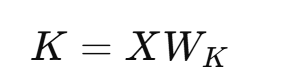 K = XW_K